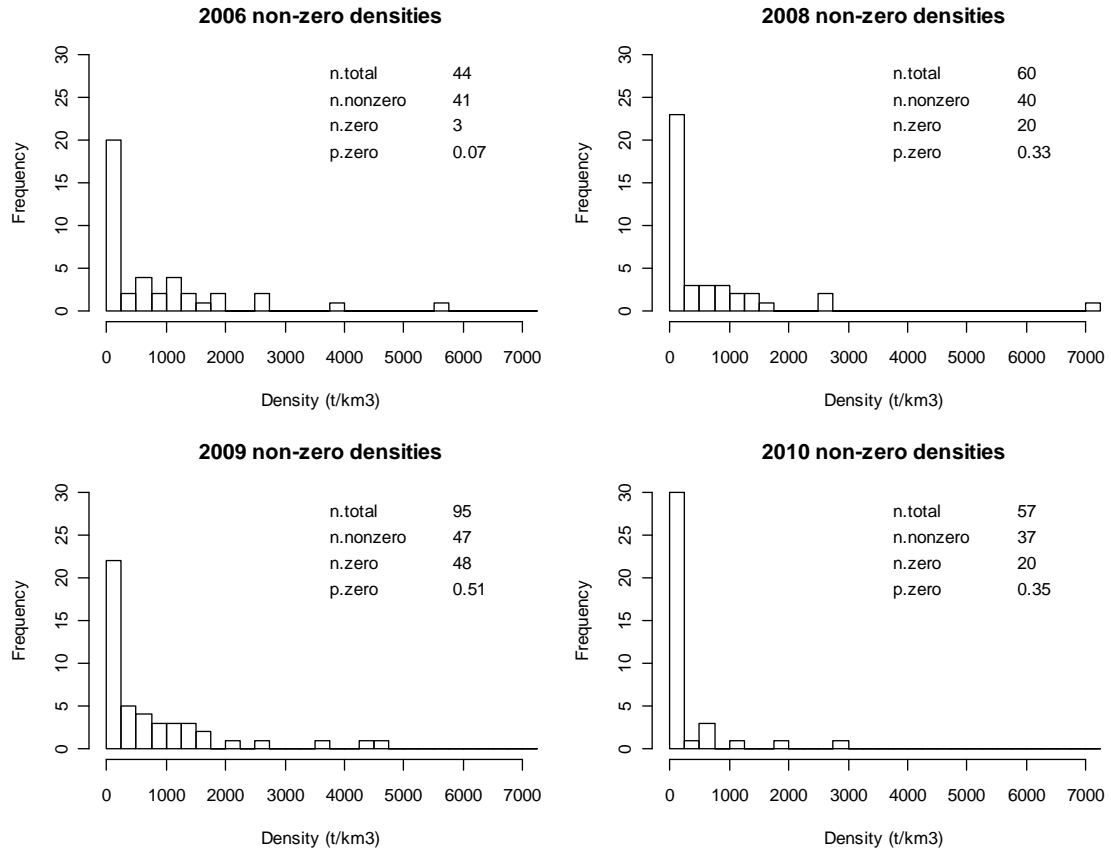 2006 non-zero densities
Frequency
30
25
20
15
10
5
0
n.total 44
n.nonzero 41
n.zero 3
p.zero 0.07
0 1000 2000 3000 4000 5000 6000 7000
Density (t/km3)
2008 non-zero densities
Frequency
30
25
20
15
10
5
0
n.total 60
n.nonzero 40
n.zero 20
p.zero 0.33
0 1000 2000 3000 4000 5000 6000 7000
Density (t/km3)
2009 non-zero densities
Frequency
30
25
20
15
10
5
0
n.total 95
n.nonzero 47
n.zero 48
p.zero 0.51
0 1000 2000 3000 4000 5000 6000 7000
Density (t/km3)
2010 non-zero densities
Frequency
30
25
20
15
10
5
0
n.total 57
n.nonzero 37
n.zero 20
p.zero 0.35
0 1000 2000 3000 4000 5000 6000 7000
Density (t/km3)